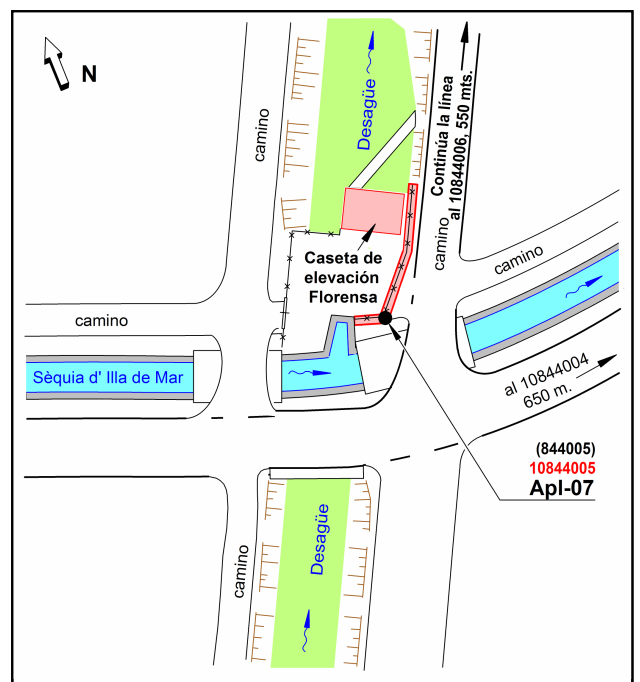 N
camino
Desagüe
Continúa la línea
al 10844006, 550 mts.
camino
camino
Caseta de
elevación
Florensa
camino
Sèquia d' Illa de Mar
al 10844004
650 m.
(844005)
10844005
Apl-07
Desagüe
camino